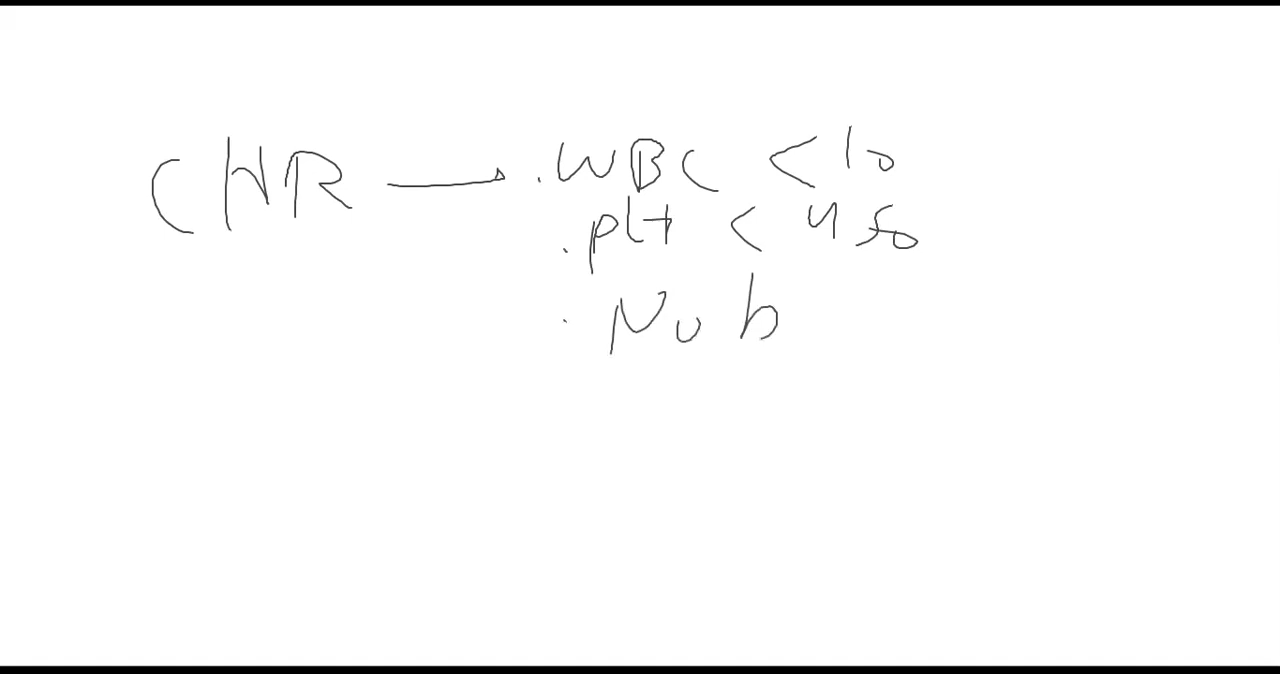 CHR → . WBC < 10
. plt < 450
. No b